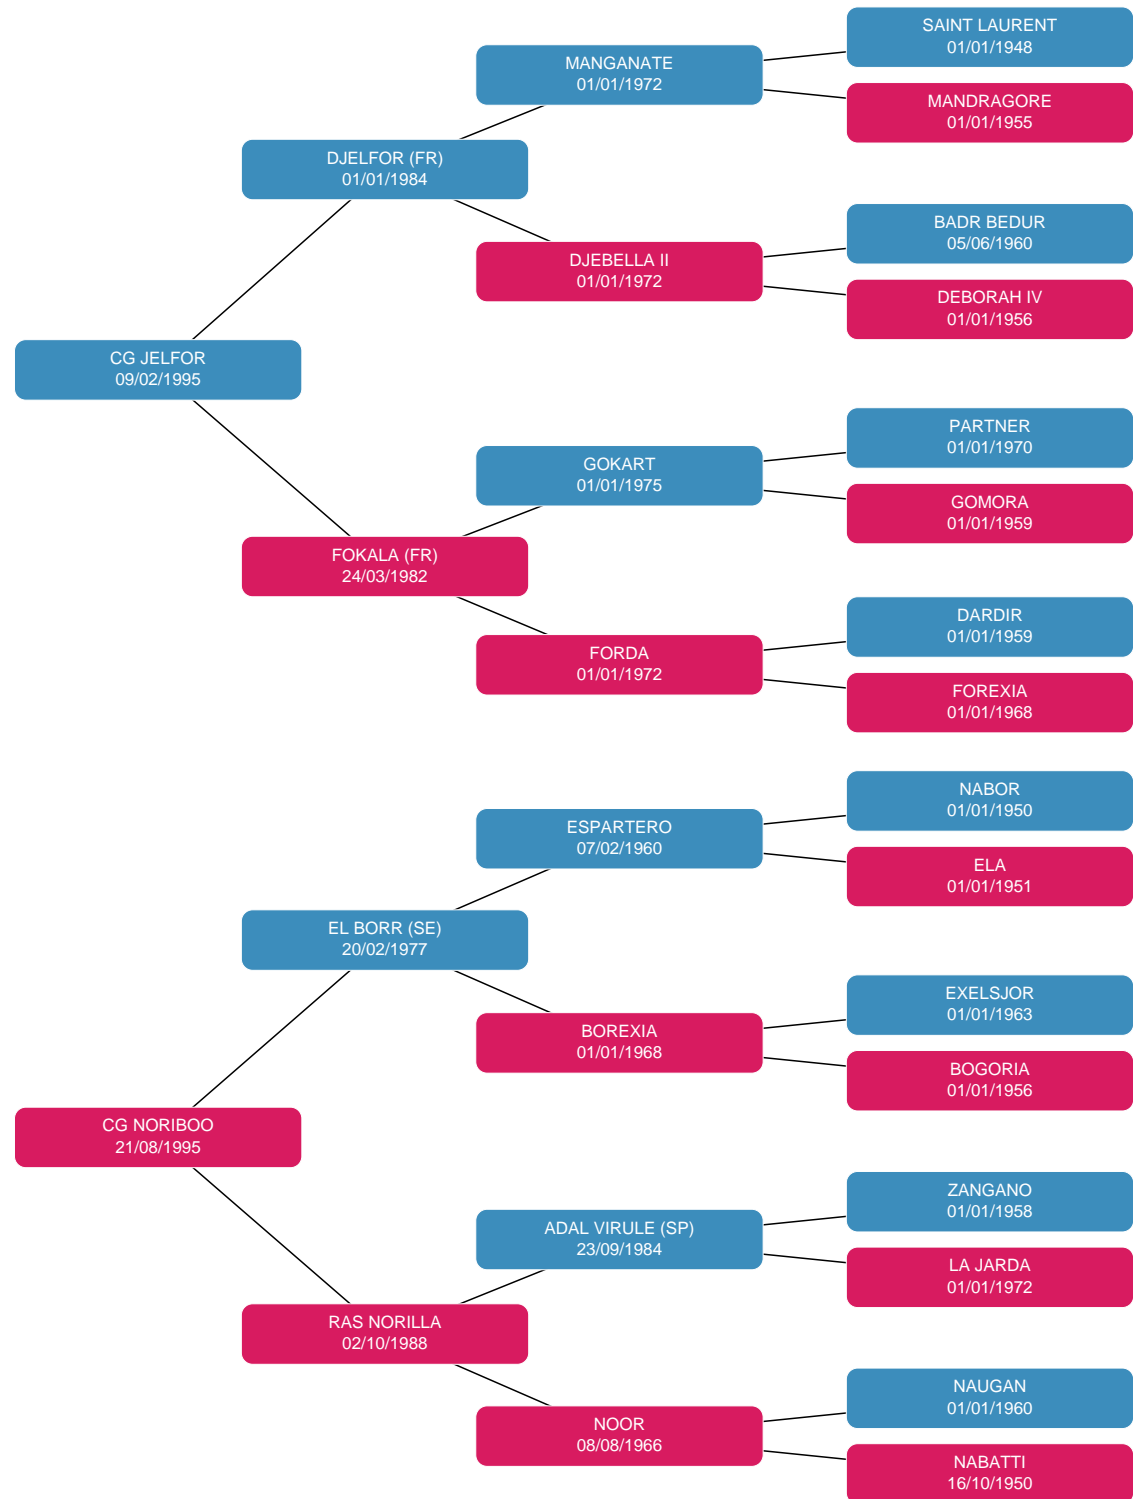 SAINT LAURENT
01/01/1948
MANGANATE
01/01/1972
MANDRAGORE
01/01/1955
DJELFOR (FR)
01/01/1984
BADR BEDUR
05/06/1960
DJEBELLA II
01/01/1972
DEBORAH IV
01/01/1956
CG JELFOR
09/02/1995
PARTNER
01/01/1970
GOKART
01/01/1975
GOMORA
01/01/1959
FOKALA (FR)
24/03/1982
DARDIR
01/01/1959
FORDA
01/01/1972
FOREXIA
01/01/1968
NABOR
01/01/1950
ESPARTERO
07/02/1960
ELA
01/01/1951
EL BORR (SE)
20/02/1977
EXELSJOR
01/01/1963
BOREXIA
01/01/1968
BOGORIA
01/01/1956
CG NORIBOO
21/08/1995
ZANGANO
01/01/1958
ADAL VIRULE (SP)
23/09/1984
LA JARDA
01/01/1972
RAS NORILLA
02/10/1988
NAUGAN
01/01/1960
NOOR
08/08/1966
NABATTI
16/10/1950